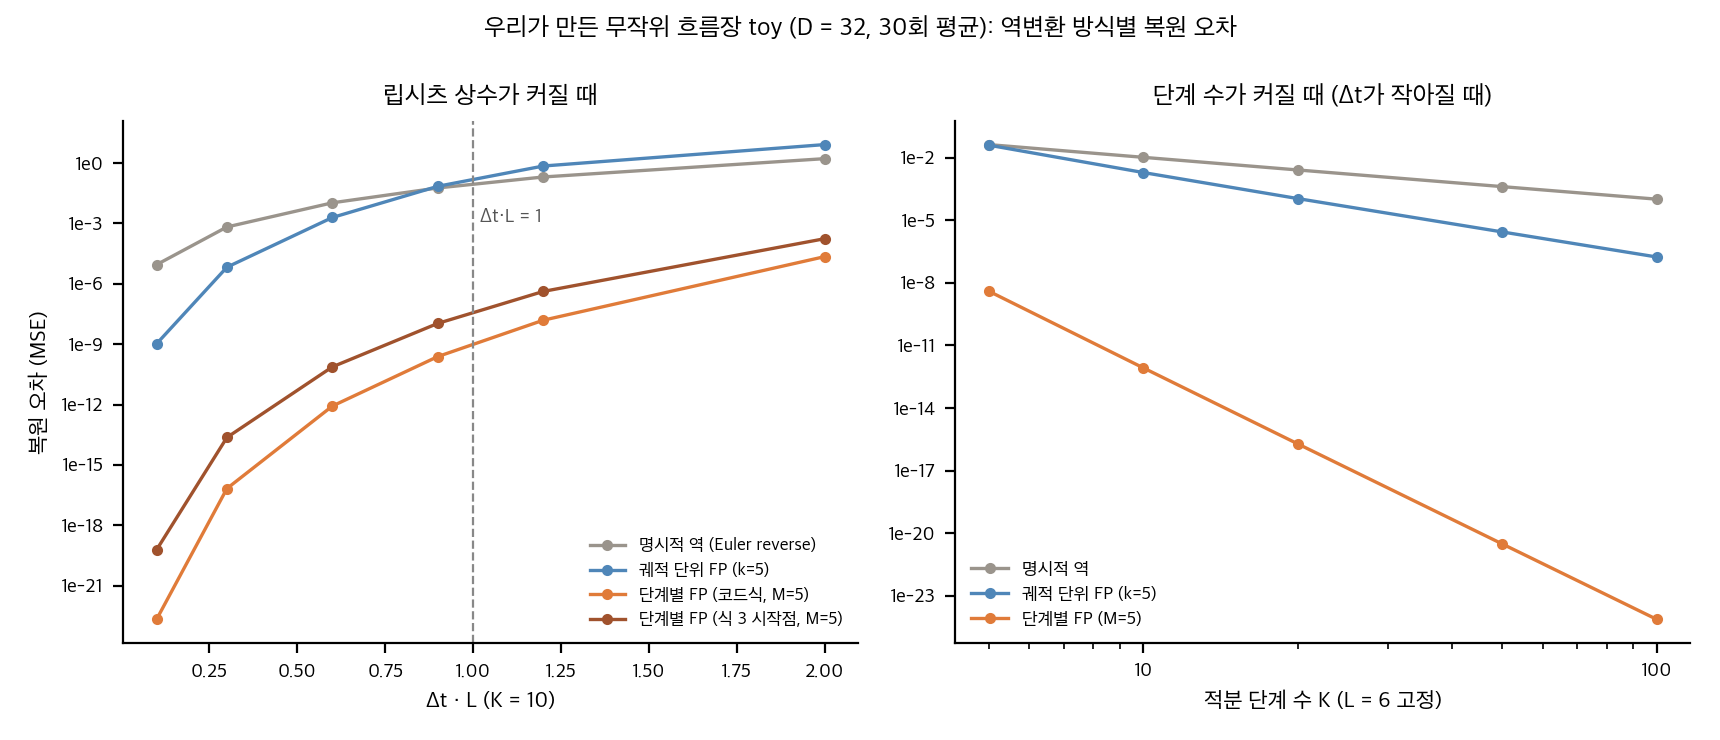 우리가 만든 무작위 흐름장 toy (D = 32, 30회 평균): 역변환 방식별 복원 오차
립시츠 상수가 커질 때
복원 오차 (MSE)
1e0
1e-3
1e-6
1e-9
1e-12
1e-15
1e-18
1e-21
Δt·L = 1
명시적 역 (Euler reverse)
궤적 단위 FP (k=5)
단계별 FP (코드식, M=5)
단계별 FP (식 3 시작점, M=5)
0.25 0.50 0.75 1.00 1.25 1.50 1.75 2.00
Δt · L (K = 10)
단계 수가 커질 때 (Δt가 작아질 때)
1e-2
1e-5
1e-8
1e-11
1e-14
1e-17
1e-20
1e-23
명시적 역
궤적 단위 FP (k=5)
단계별 FP (M=5)
10 100
적분 단계 수 K (L = 6 고정)